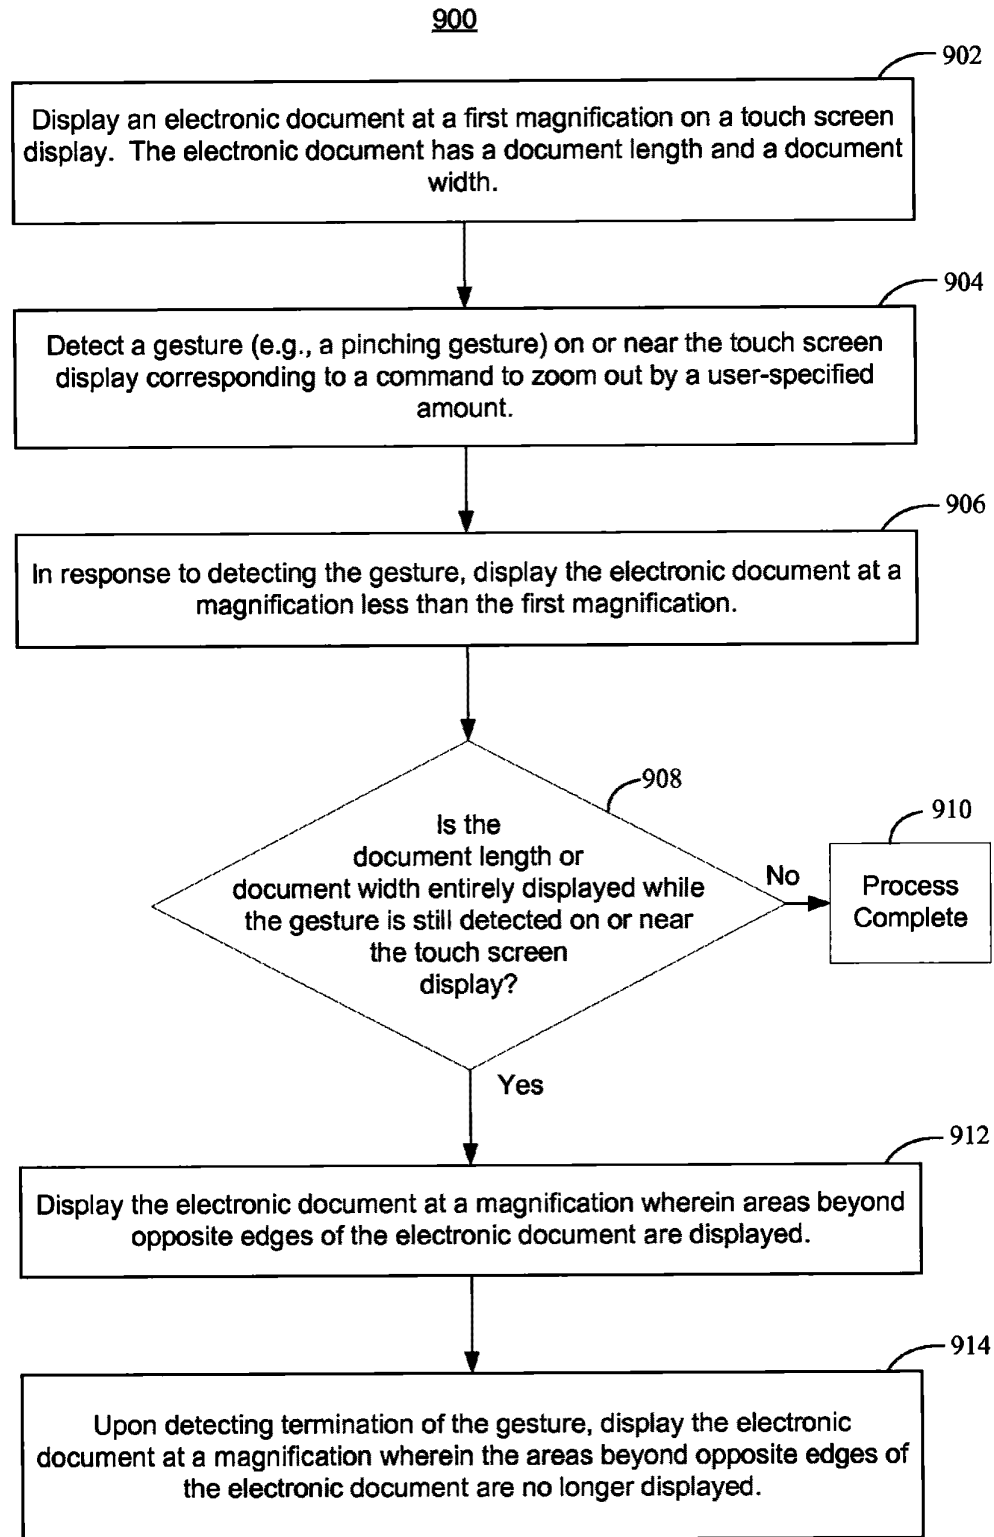 900
902
Display an electronic document at a first magnification on a touch screen
display. The electronic document has a document length and a document
width.
904
Detect a gesture (e.g., a pinching gesture) on or near the touch screen
display corresponding to a command to zoom out by a user-specified
amount.
906
In response to detecting the gesture, display the electronic document at a
magnification less than the first magnification.
908
Is the
document length or
document width entirely displayed while
the gesture is still detected on or near
the touch screen
display?
No
910
Process
Complete
Yes
912
Display the electronic document at a magnification wherein areas beyond
opposite edges of the electronic document are displayed.
914
Upon detecting termination of the gesture, display the electronic
document at a magnification wherein the areas beyond opposite edges of
the electronic document are no longer displayed.